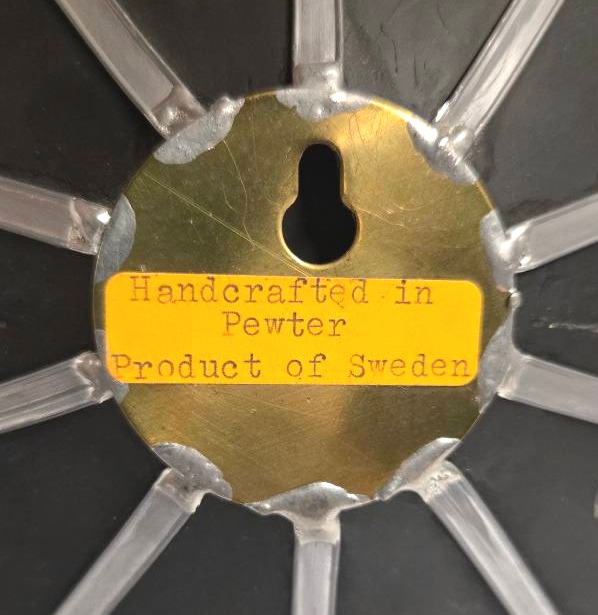 Handcrafted in
Pewter
Product of Sweden